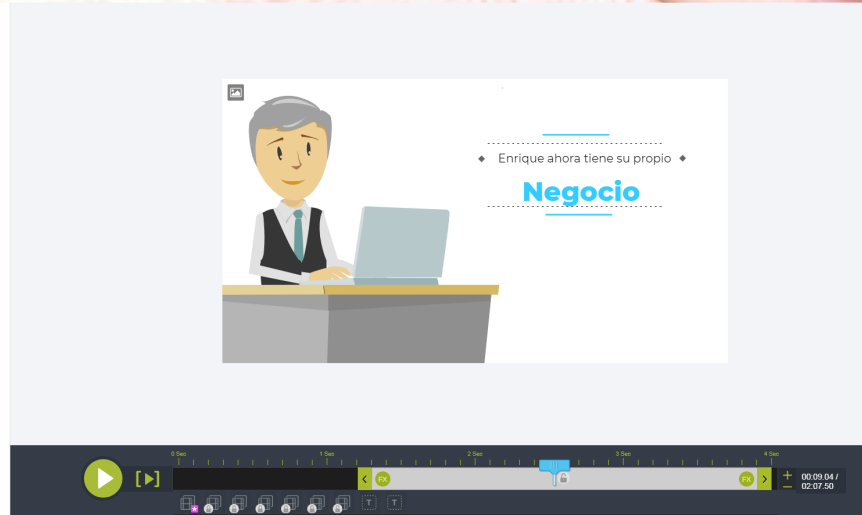 Enrique ahora tiene su propio
Negocio
0 Sec
1 Sec
2 Sec
3 Sec
4 Sec
FX
FX
00:09.04 /
02:07.50
T
T